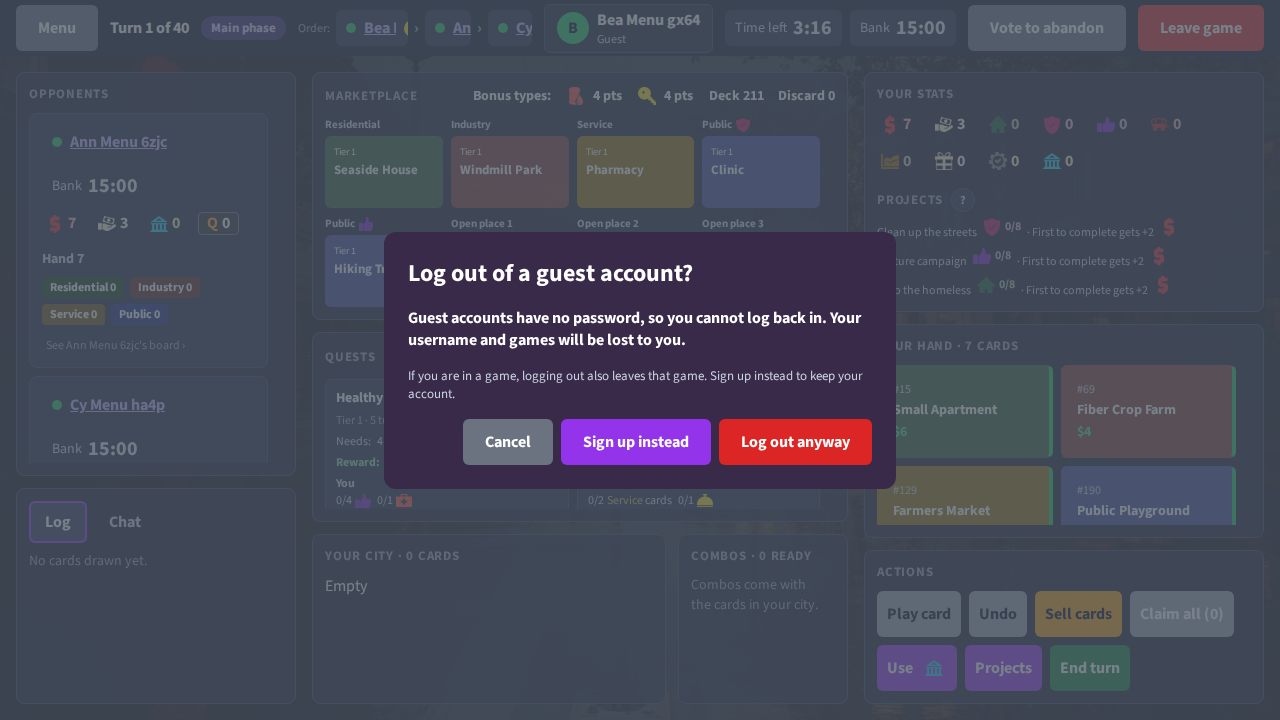 Menu
Turn 1 of 40
Main phase
Order:
Bea
›
An
›
Cy
B
Bea Menu gx64
Guest
Time left 3:16
Bank 15:00
Vote to abandon
Leave game
OPPONENTS
Ann Menu 6zjc
Bank 15:00
7 3 0 Q 0
Hand 7
Residential 0
Industry 0
Service 0
Public 0
See Ann Menu 6zjc's board ›
Cy Menu ha4p
Bank 15:00
Log
Chat
No cards drawn yet.
MARKETPLACE
Bonus types: 4 pts 4 pts Deck 211 Discard 0
Residential
Industry
Service
Public
Tier 1
Seaside House
Tier 1
Windmill Park
Tier 1
Pharmacy
Tier 1
Clinic
Public
Open place 1
Open place 2
Open place 3
Tier 1
Hiking
QUESTS
Healthy
Tier 1 · 5
Needs: 4
Reward:
You
0/4 0/1
0/2 Service cards 0/1
Log out of a guest account?
Guest accounts have no password, so you cannot log back in. Your
username and games will be lost to you.
If you are in a game, logging out also leaves that game. Sign up instead to keep your
account.
Cancel
Sign up instead
Log out anyway
YOUR CITY · 0 CARDS
Empty
COMBOS · 0 READY
Combos come with
the cards in your city.
YOUR STATS
7 3 0 0 0 0
0 0 0 0
PROJECTS ?
Clean up the streets 0/8 · First to complete gets +2
campaign 0/8 · First to complete gets +2
the homeless 0/8 · First to complete gets +2
HAND · 7 CARDS
#15
Small Apartment
$6
#69
Fiber Crop Farm
$4
#129
Farmers Market
#190
Public Playground
ACTIONS
Play card
Undo
Sell cards
Claim all (0)
Use
Projects
End turn